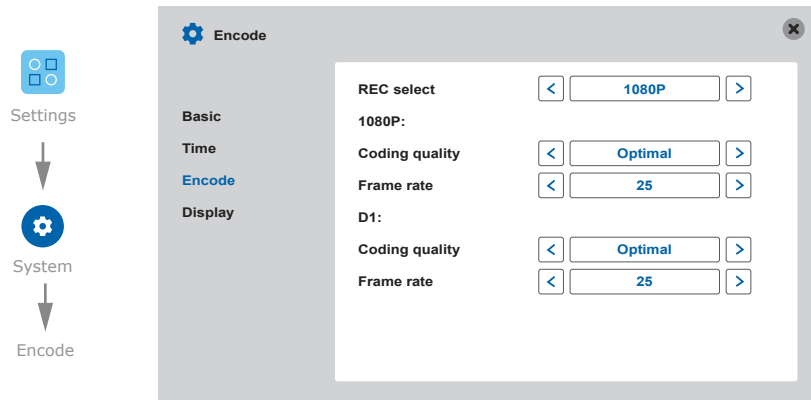 Settings
System
Encode
Encode
Basic
Time
Encode
Display
REC select 1080P
1080P:
Coding quality Optimal
Frame rate 25
D1:
Coding quality Optimal
Frame rate 25